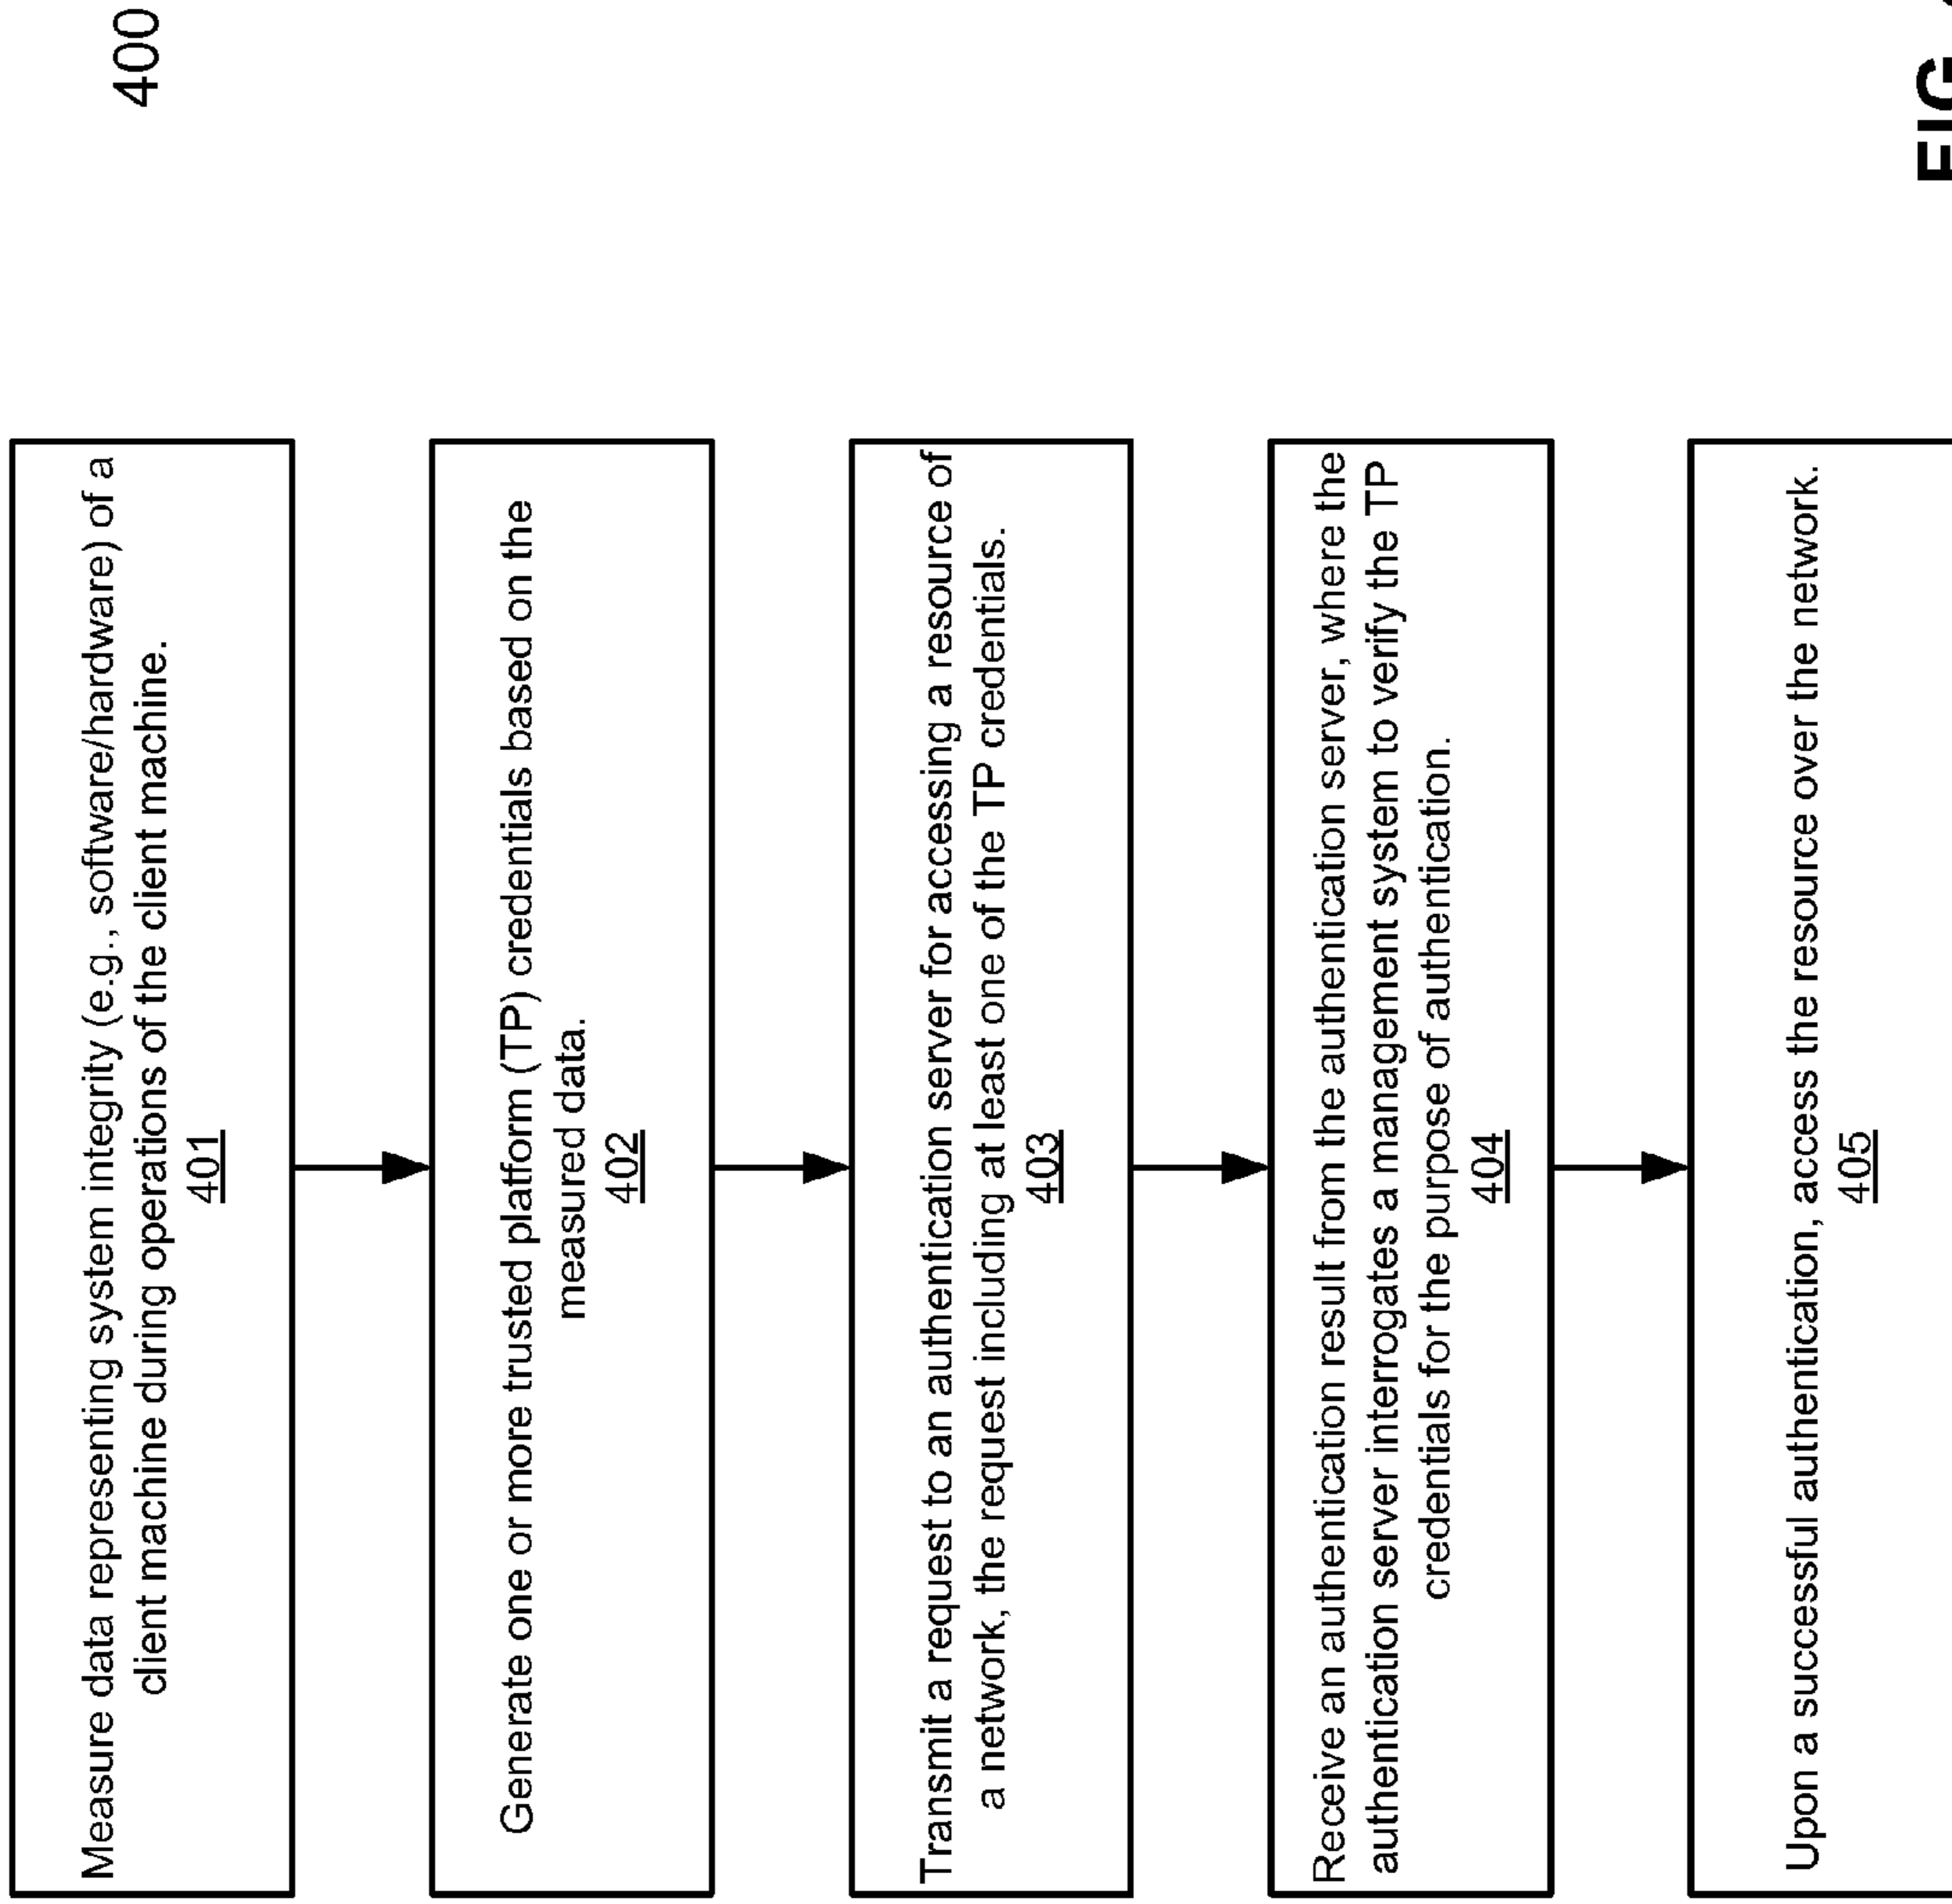 400
Measure data representing system integrity (e.g., software/hardware) of a
client machine during operations of the client machine.
401
Generate one or more trusted platform (TP) credentials based on the
measured data.
402
Transmit a request to an authentication server for accessing a resource of
a network, the request including at least one of the TP credentials.
403
Receive an authentication result from the authentication server, where the
authentication server interrogates a management system to verify the TP
credentials for the purpose of authentication.
404
Upon a successful authentication, access the resource over the network.
405
FIG.